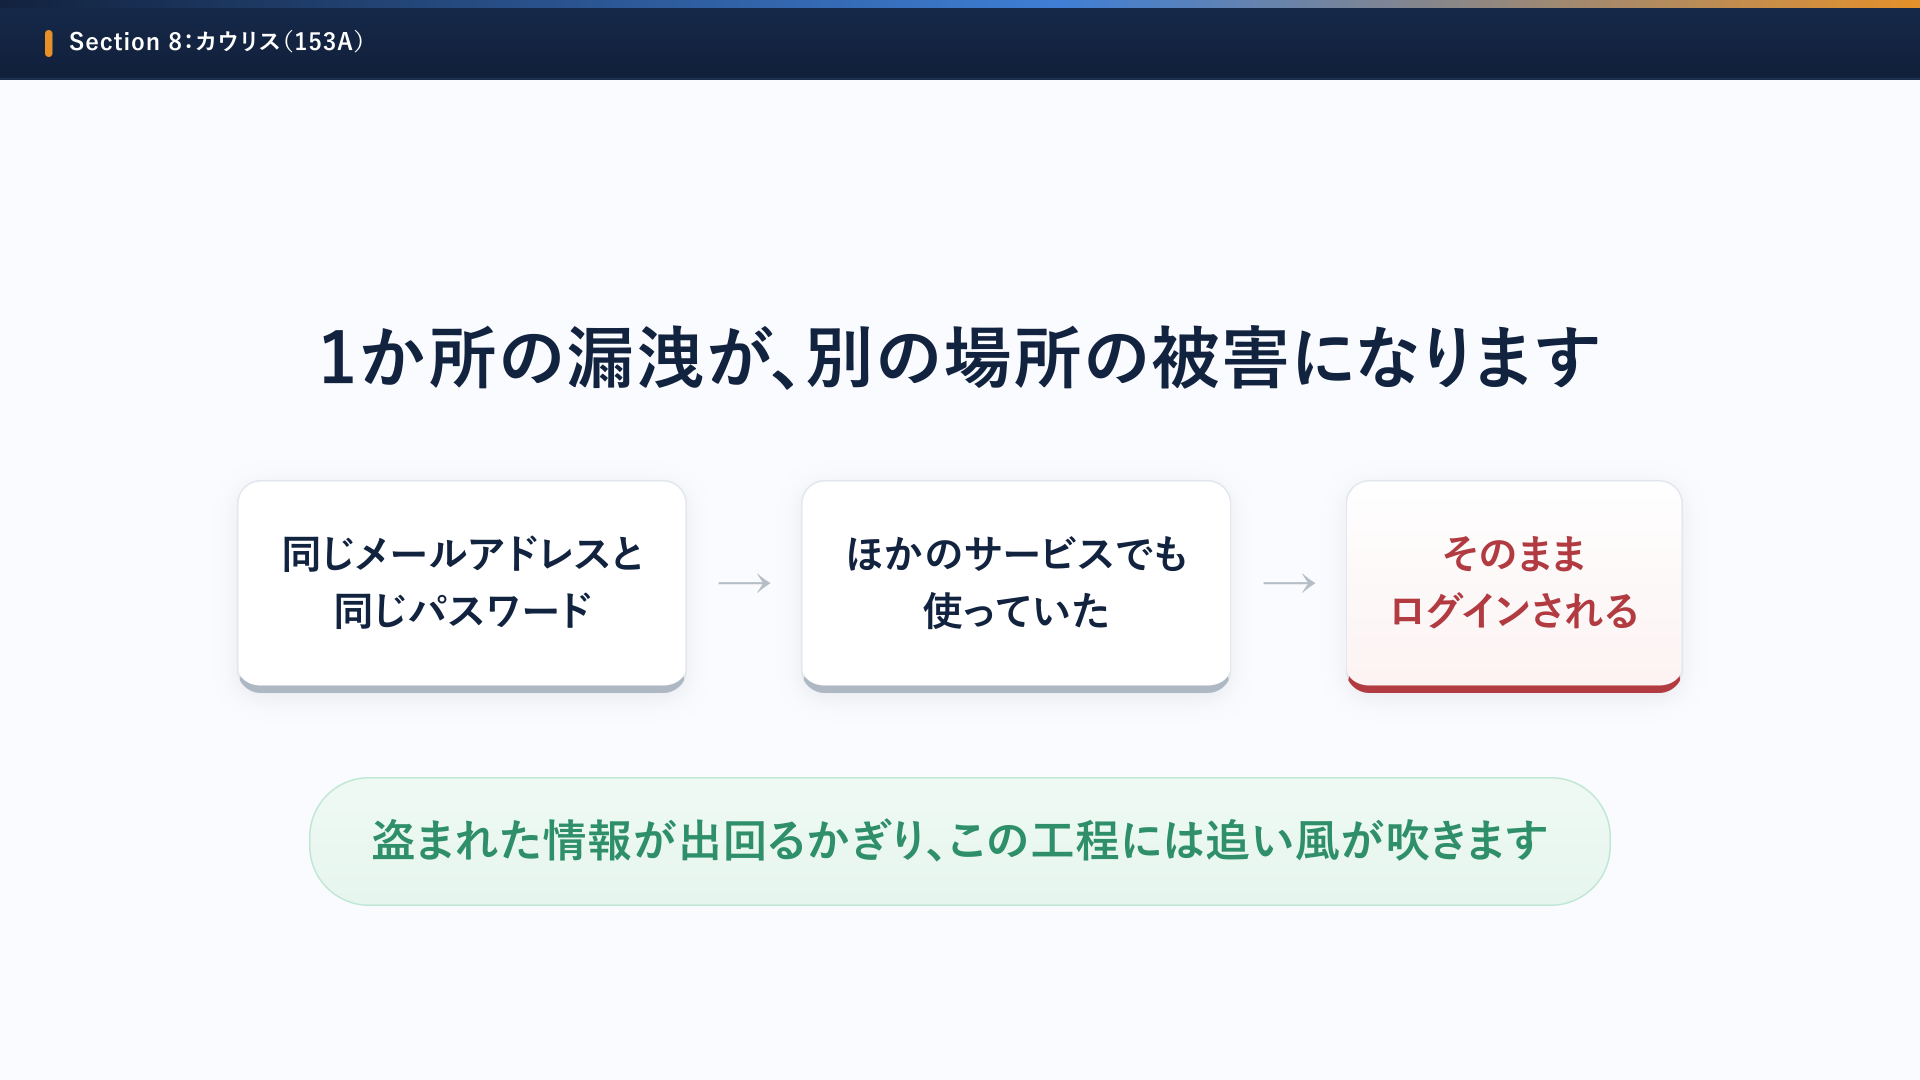 Section 8：カウリス（153A）
1か所の漏洩が、別の場所の被害になります
同じメールアドレスと
同じパスワード
→
ほかのサービスでも
使っていた
→
そのまま
ログインされる
盗まれた情報が出回るかぎり、この工程には追い風が吹きます